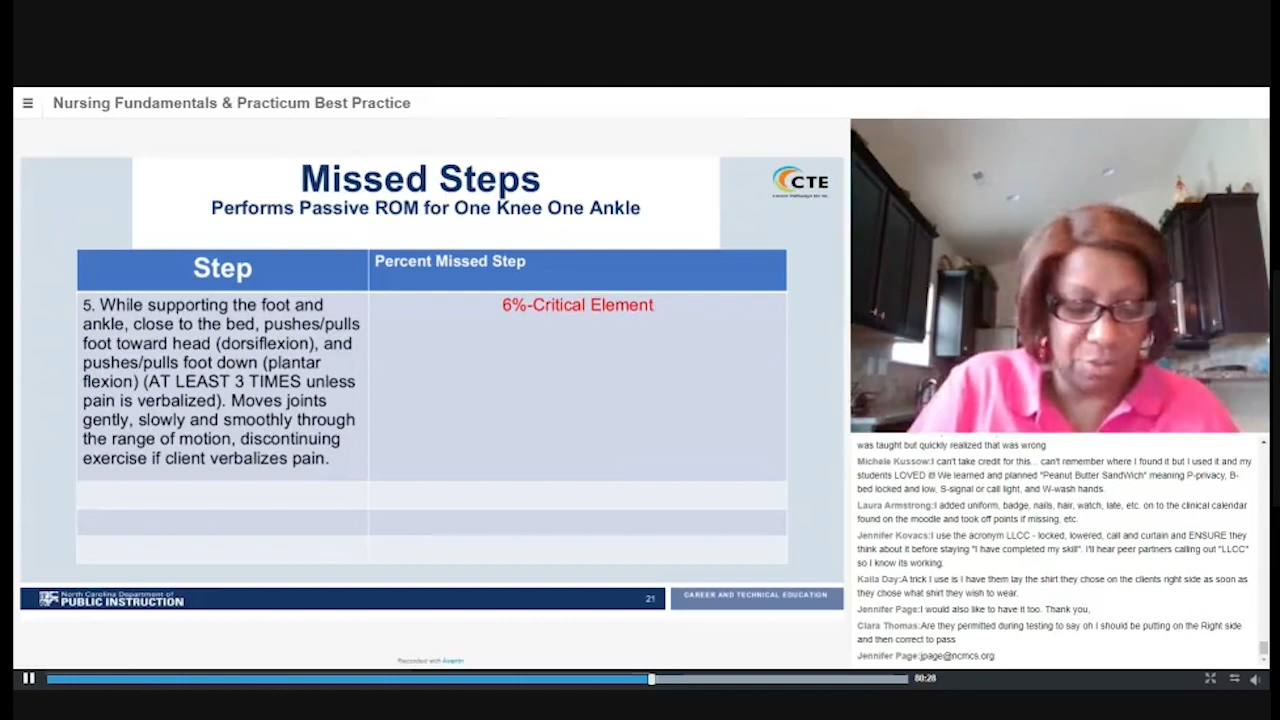 Nursing Fundamentals & Practicum Best Practice
Missed Steps
Performs Passive ROM for One Knee One Ankle
CTE
Step
Percent Missed Step
5. While supporting the foot and
ankle, close to the bed, pushes/pulls
foot toward head (dorsiflexion), and
pushes/pulls foot down (plantar
flexion) (AT LEAST 3 TIMES unless
pain is verbalized). Moves joints
gently, slowly and smoothly through
the range of motion, discontinuing
exercise if client verbalizes pain.
6%-Critical Element
North Carolina Department of
PUBLIC INSTRUCTION
21
CAREER AND TECHNICAL EDUCATION
Recorded with
was taught but quickly realized that was wrong
Michele Kussow:I can't take credit for this... can't remember where I found it but I used it and my
students LOVED it! We learned and planned "Peanut Butter SandWich" meaning P-privacy, B-
bed locked and low, S-signal or call light, and W-wash hands.
Laura Armstrong:I added uniform, badge, nails, hair, watch, late, etc. on to the clinical calendar
found on the moodle and took off points if missing, etc.
Jennifer Kovacs:I use the acronym LLCC - locked, lowered, call and curtain and ENSURE they
think about it before staying "I have completed my skill". I'll hear peer partners calling out "LLCC"
so I know its working.
Kaila Day:A trick I use is I have them lay the shirt they chose on the clients right side as soon as
they chose what shirt they wish to wear.
Jennifer Page:I would also like to have it too. Thank you,
Clara Thomas:Are they permitted during testing to say oh I should be putting on the Right side
and then correct to pass
Jennifer Page:jpage@ncmcs.org
80:28